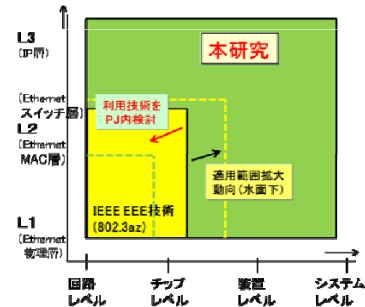 L3
(IP層)
本研究
(Ethernet
スイッチ層)
利用技術を
PJ内検討
L2
(Ethernet
MAC層)
適用範囲拡大
動向(水面下)
IEEE EEE技術
(802.3az)
L1
(Ethernet
物理層)
回路
レベル
チップ
レベル
装置
レベル
システム
レベル